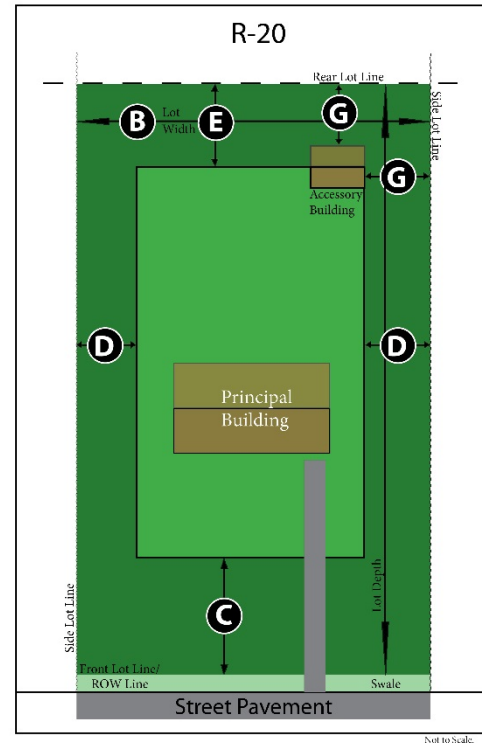 R-20
Rear Lot Line
Side Lot Line
B
Lot
Width
E
G
G
Accessory
Building
D
D
Principal
Building
C
Lot Depth
Side Lot Line
Front Lot Line/
ROW Line
Swale
Street Pavement
Not to Scale.